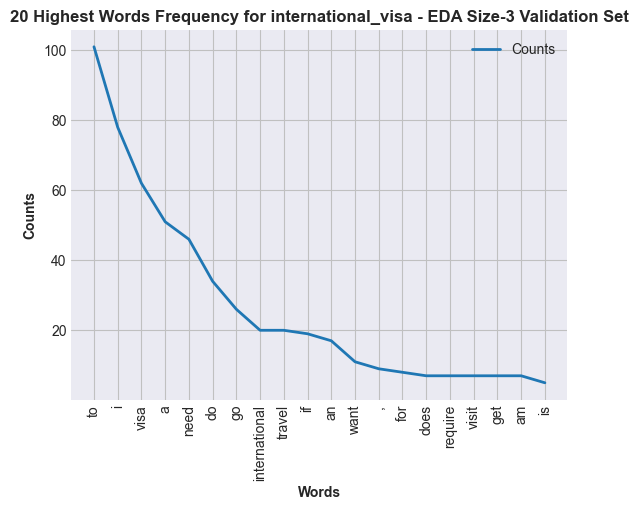 20 Highest Words Frequency for international_visa - EDA Size-3 Validation Set
Counts
100
80
60
40
20
Counts
to
i
visa
a
need
do
go
international
travel
if
an
want
,
for
does
require
visit
get
am
is
Words